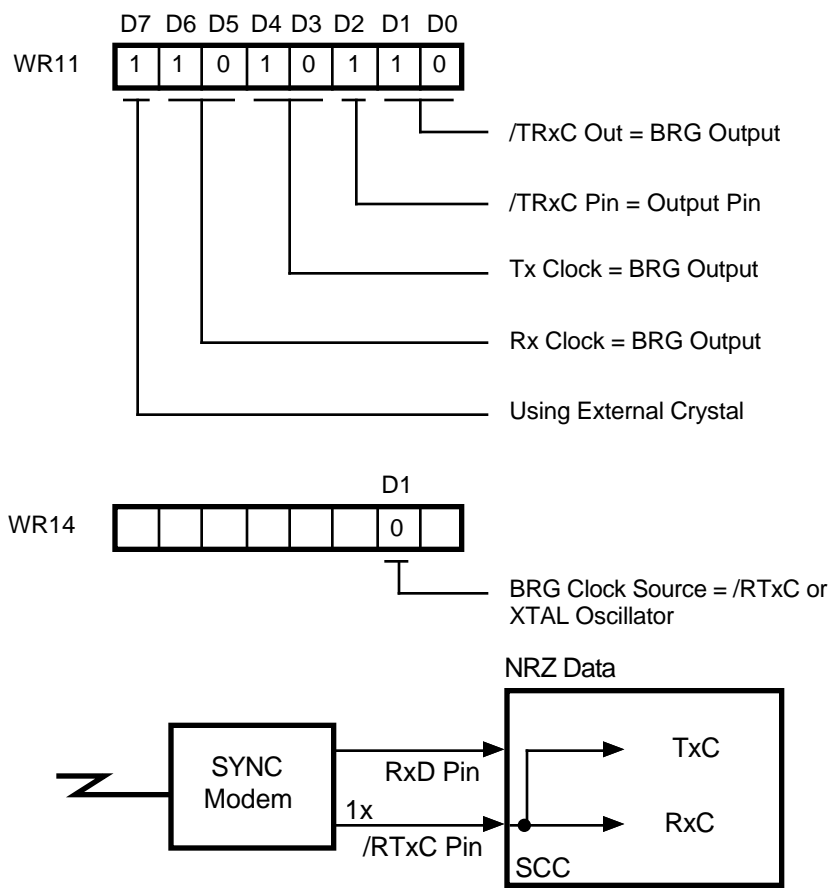 D7 D6 D5 D4 D3 D2 D1 D0
WR11 1 1 0 1 0 1 1 0
/TRxC Out = BRG Output
/TRxC Pin = Output Pin
Tx Clock = BRG Output
Rx Clock = BRG Output
Using External Crystal
D1
WR14 0
BRG Clock Source = /RTxC or
XTAL Oscillator
NRZ Data
SYNC
Modem
RxD Pin
1x
/RTxC Pin
TxC
RxC
SCC